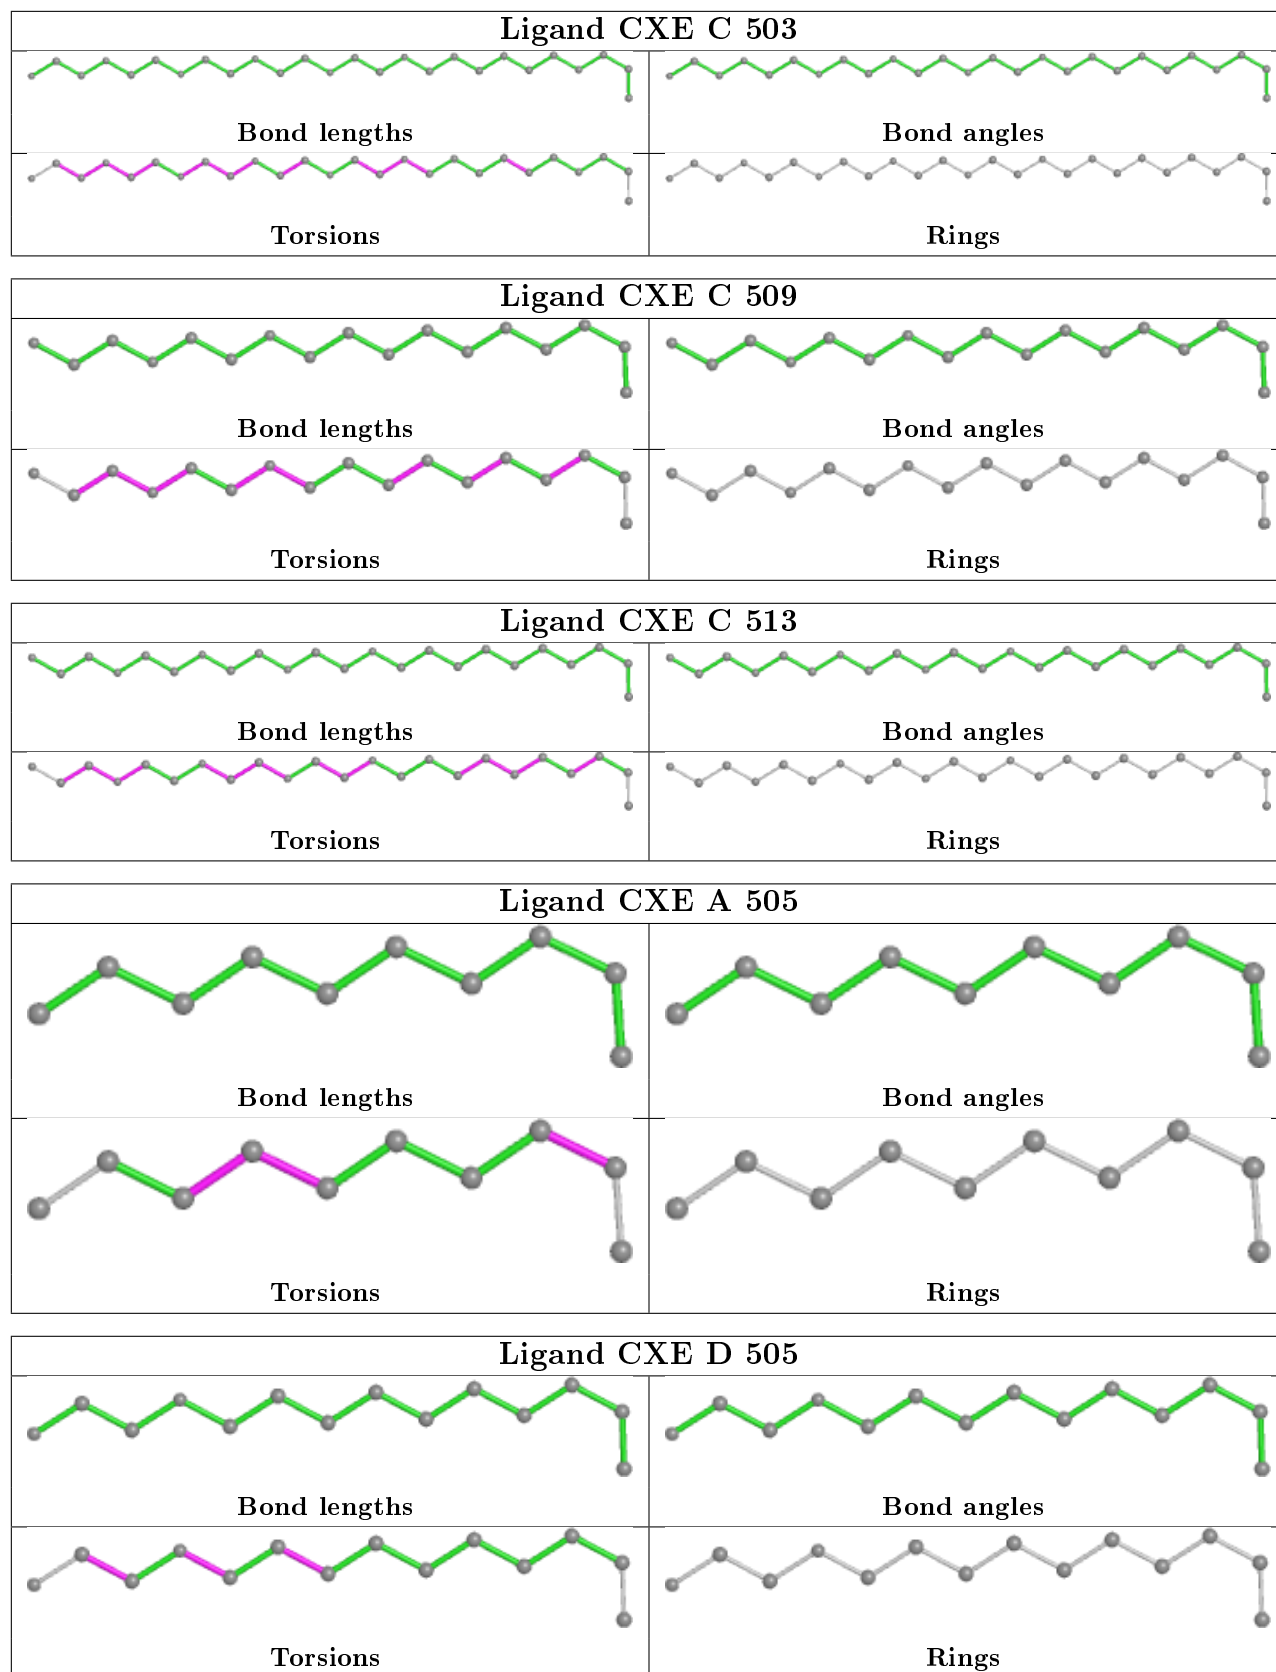 Ligand CXE C 503
Bond lengths
Bond angles
Torsions
Rings
Ligand CXE C 509
Bond lengths
Bond angles
Torsions
Rings
Ligand CXE C 513
Bond lengths
Bond angles
Torsions
Rings
Ligand CXE A 505
Bond lengths
Bond angles
Torsions
Rings
Ligand CXE D 505
Bond lengths
Bond angles
Torsions
Rings